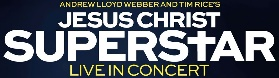 ANDREW LLOYD WEBBER AND TIM RICE'S
JESUS CHRIST
SUPERSTAR
LIVE IN CONCERT